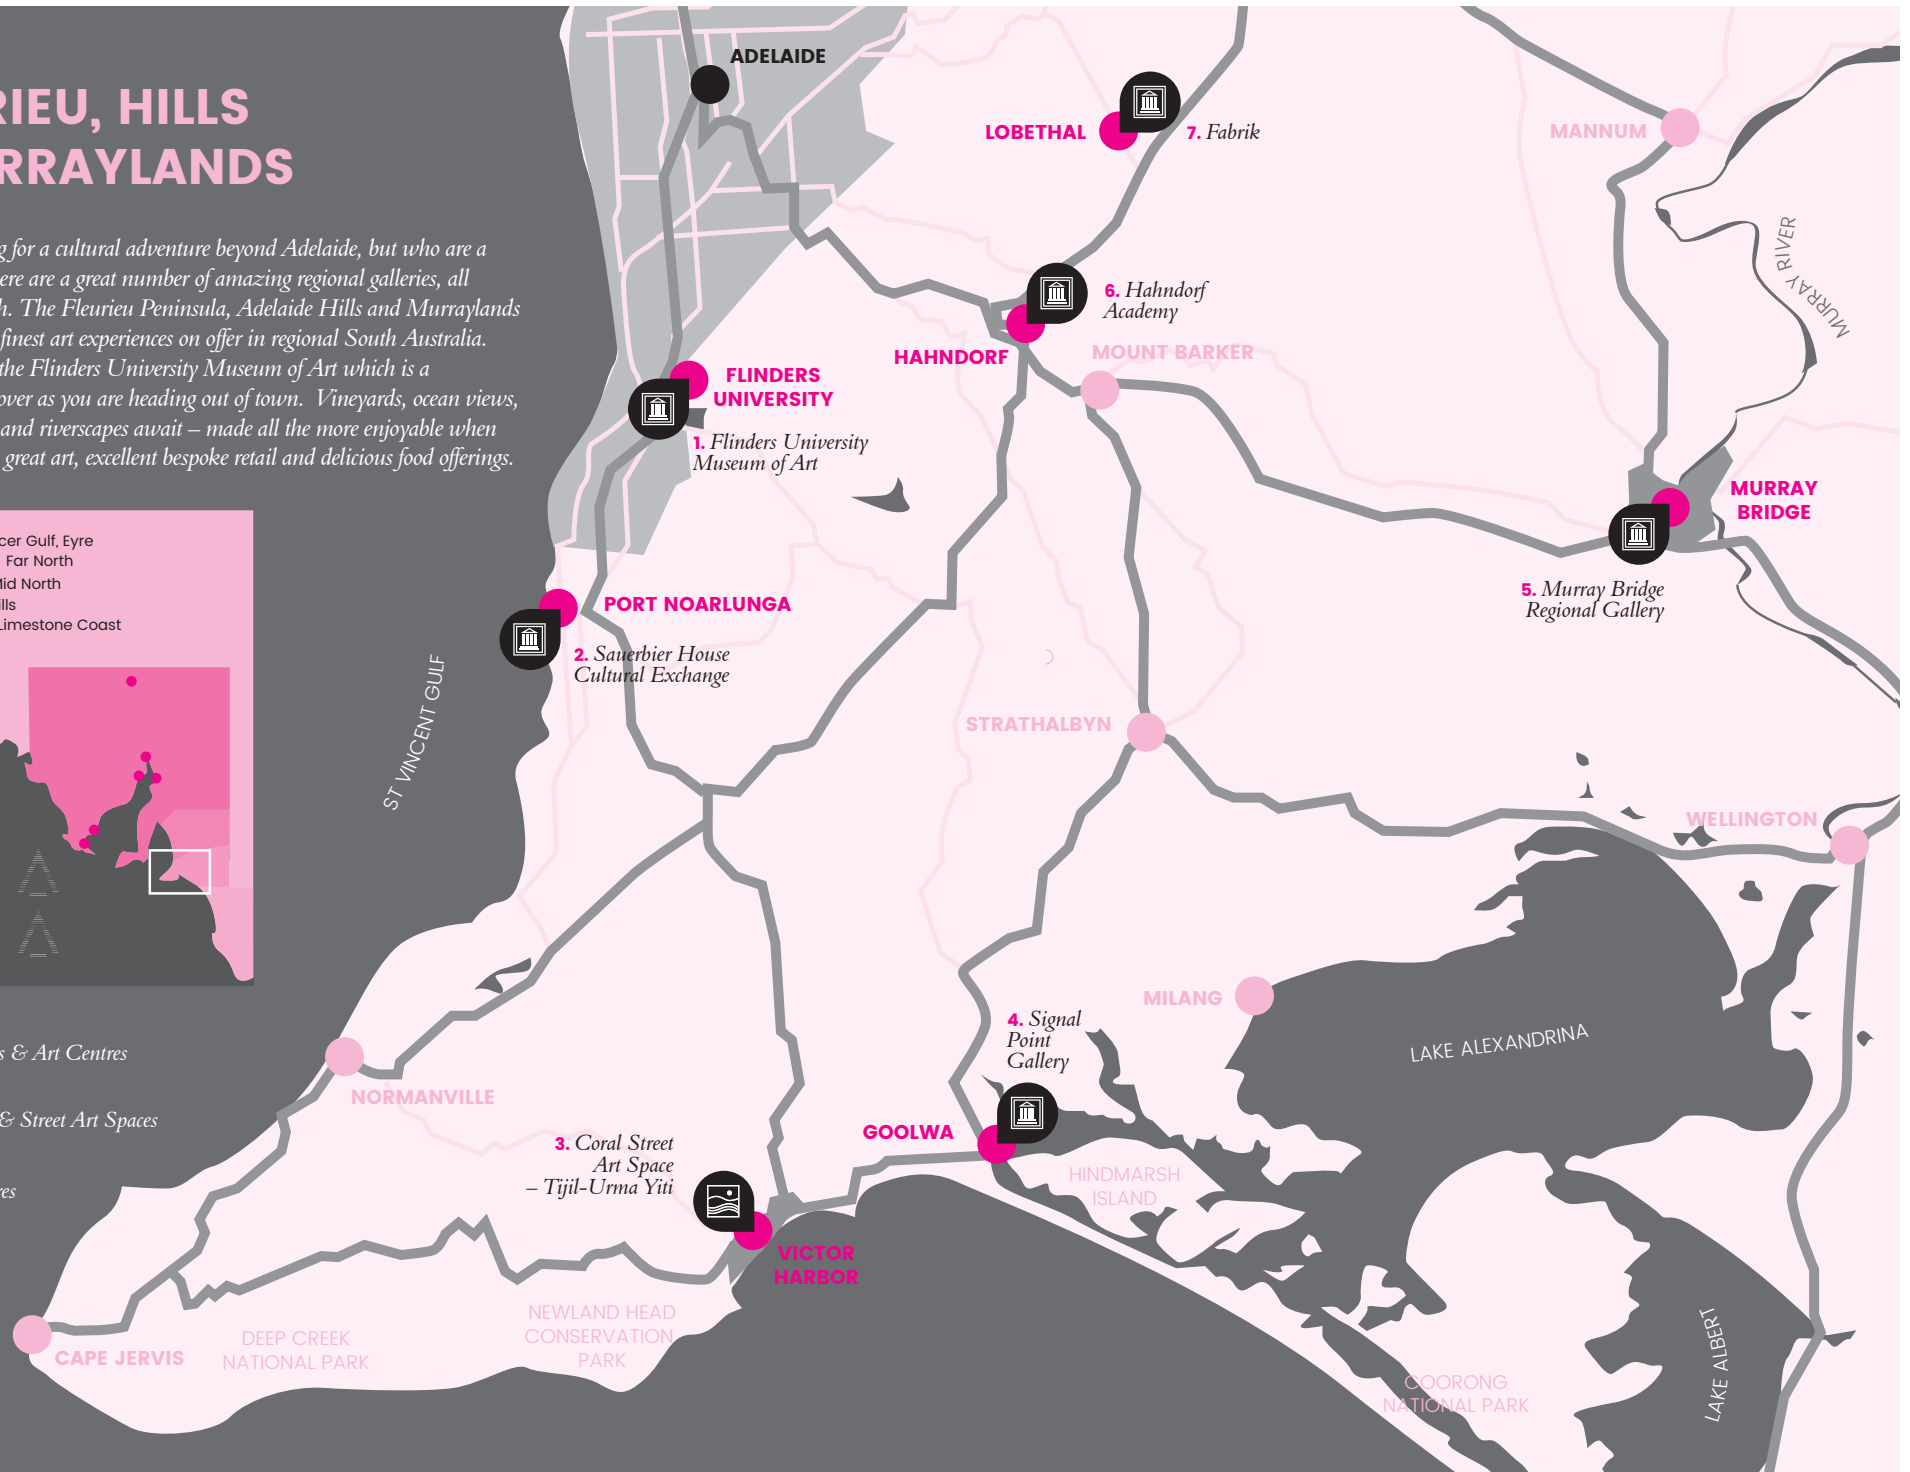 RIEU, HILLS
RRAYLANDS
g for a cultural adventure beyond Adelaide, but who are a
ere are a great number of amazing regional galleries, all
h. The Fleurieu Peninsula, Adelaide Hills and Murraylands
finest art experiences on offer in regional South Australia.
the Flinders University Museum of Art which is a
over as you are heading out of town. Vineyards, ocean views,
and riverscapes await – made all the more enjoyable when
great art, excellent bespoke retail and delicious food offerings.
cer Gulf, Eyre
Far North
Mid North
ills
Limestone Coast
s & Art Centres
& Street Art Spaces
res
ADELAIDE
LOBETHAL
7. Fabrik
MANNUM
MURRAY RIVER
6. Hahndorf
Academy
HAHNDORF
MOUNT BARKER
FLINDERS
UNIVERSITY
1. Flinders University
Museum of Art
MURRAY
BRIDGE
5. Murray Bridge
Regional Gallery
PORT NOARLUNGA
2. Sauerbier House
Cultural Exchange
ST VINCENT GULF
STRATHALBYN
WELLINGTON
MILANG
LAKE ALEXANDRINA
4. Signal
Point
Gallery
NORMANVILLE
GOOLWA
3. Coral Street
Art Space
– Tijil-Urma Yiti
HINDMARSH
ISLAND
VICTOR
HARBOR
NEWLAND HEAD
CONSERVATION
PARK
DEEP CREEK
NATIONAL PARK
CAPE JERVIS
COORONG
NATIONAL PARK
LAKE ALBERT